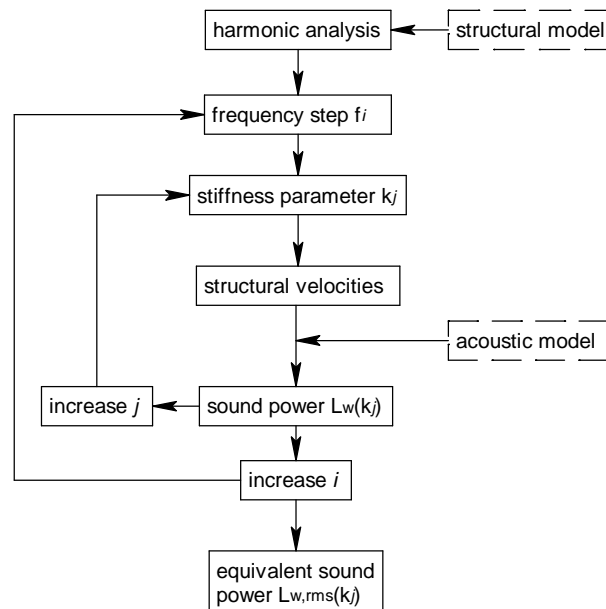 harmonic analysis
structural model
frequency step fi
stiffness parameter kj
structural velocities
acoustic model
increase j
sound power Lw(kj)
increase i
equivalent sound
power Lw,rms(kj)